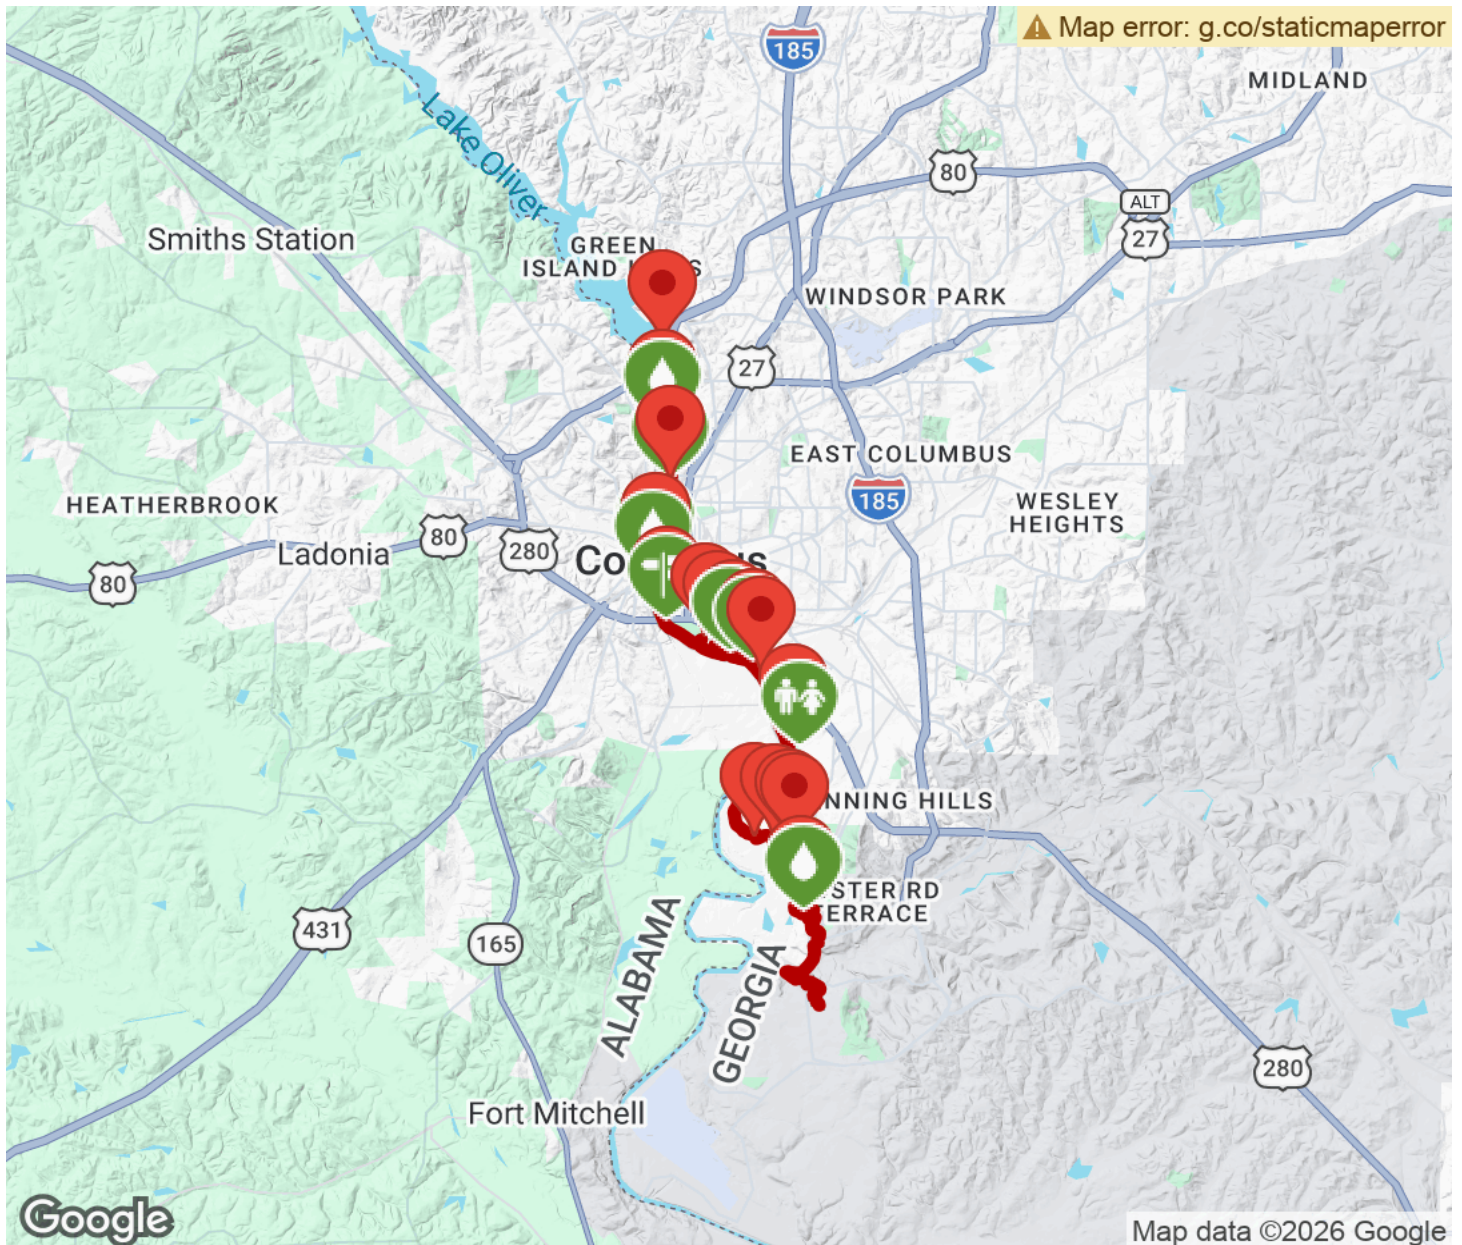 Map error: g.co/staticmaperror
185
MIDLAND
Lake Oliver
80
ALT
27
Smiths Station
GREEN
ISLAND
WINDSOR PARK
27
EAST COLUMBUS
185
WESLEY
HEIGHTS
HEATHERBROOK
80
280
Ladonia
80
NNING HILLS
STER RD
ERRACE
431
165
ALABAMA
GEORGIA
280
Fort Mitchell
Google
Map data ©2026 Google